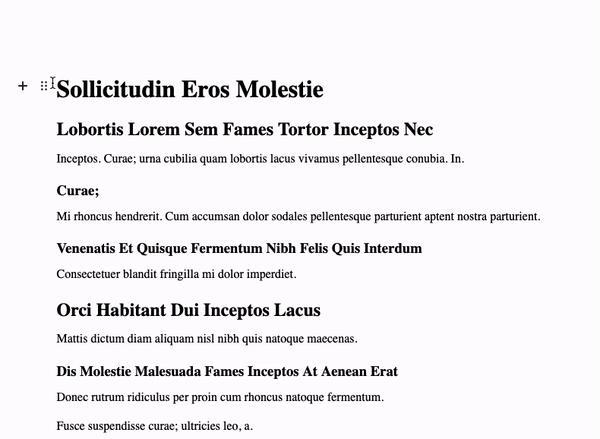 Sollicitudin Eros Molestie
Lobortis Lorem Sem Fames Tortor Inceptos Nec
Inceptos. Curae; urna cubilia quam lobortis lacus vivamus pellentesque conubia. In.
Curae;
Mi rhoncus hendrerit. Cum accumsan dolor sodales pellentesque parturient aptent nostra parturient.
Venenatis Et Quisque Fermentum Nibh Felis Quis Interdum
Consectetuer blandit fringilla mi dolor imperdiet.
Orci Habitant Dui Inceptos Lacus
Mattis dictum diam aliquam nisl nibh quis natoque maecenas.
Dis Molestie Malesuada Fames Inceptos At Aenean Erat
Donec rutrum ridiculus per proin cum rhoncus natoque fermentum.
Fusce suspendisse curae; ultricies leo, a.